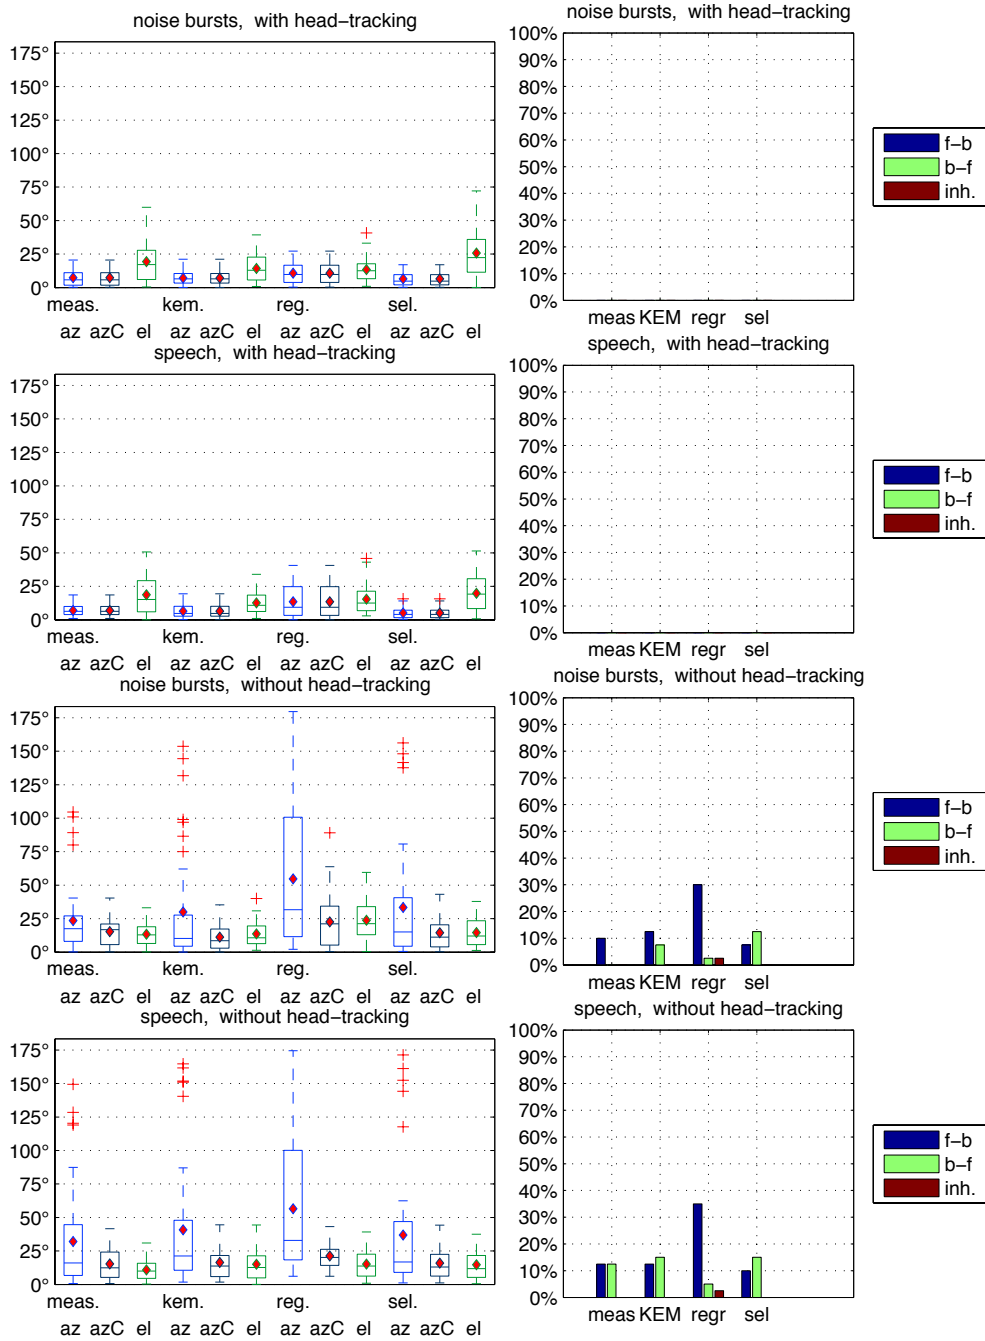 noise bursts, with head-tracking
175°
150°
125°
100°
75°
50°
25°
0°
meas. kem. reg. sel.
az azC el az azC el az azC el az azC el
noise bursts, with head-tracking
100%
90%
80%
70%
60%
50%
40%
30%
20%
10%
0%
meas KEM regr sel
f-b
b-f
inh.
speech, with head-tracking
175°
150°
125°
100°
75°
50°
25°
0°
meas. kem. reg. sel.
az azC el az azC el az azC el az azC el
speech, with head-tracking
100%
90%
80%
70%
60%
50%
40%
30%
20%
10%
0%
meas KEM regr sel
f-b
b-f
inh.
noise bursts, without head-tracking
175°
150°
125°
100°
75°
50°
25°
0°
meas. kem. reg. sel.
az azC el az azC el az azC el az azC el
noise bursts, without head-tracking
100%
90%
80%
70%
60%
50%
40%
30%
20%
10%
0%
meas KEM regr sel
f-b
b-f
inh.
speech, without head-tracking
175°
150°
125°
100°
75°
50°
25°
0°
meas. kem. reg. sel.
az azC el az azC el az azC el az azC el
speech, without head-tracking
100%
90%
80%
70%
60%
50%
40%
30%
20%
10%
0%
meas KEM regr sel
f-b
b-f
inh.